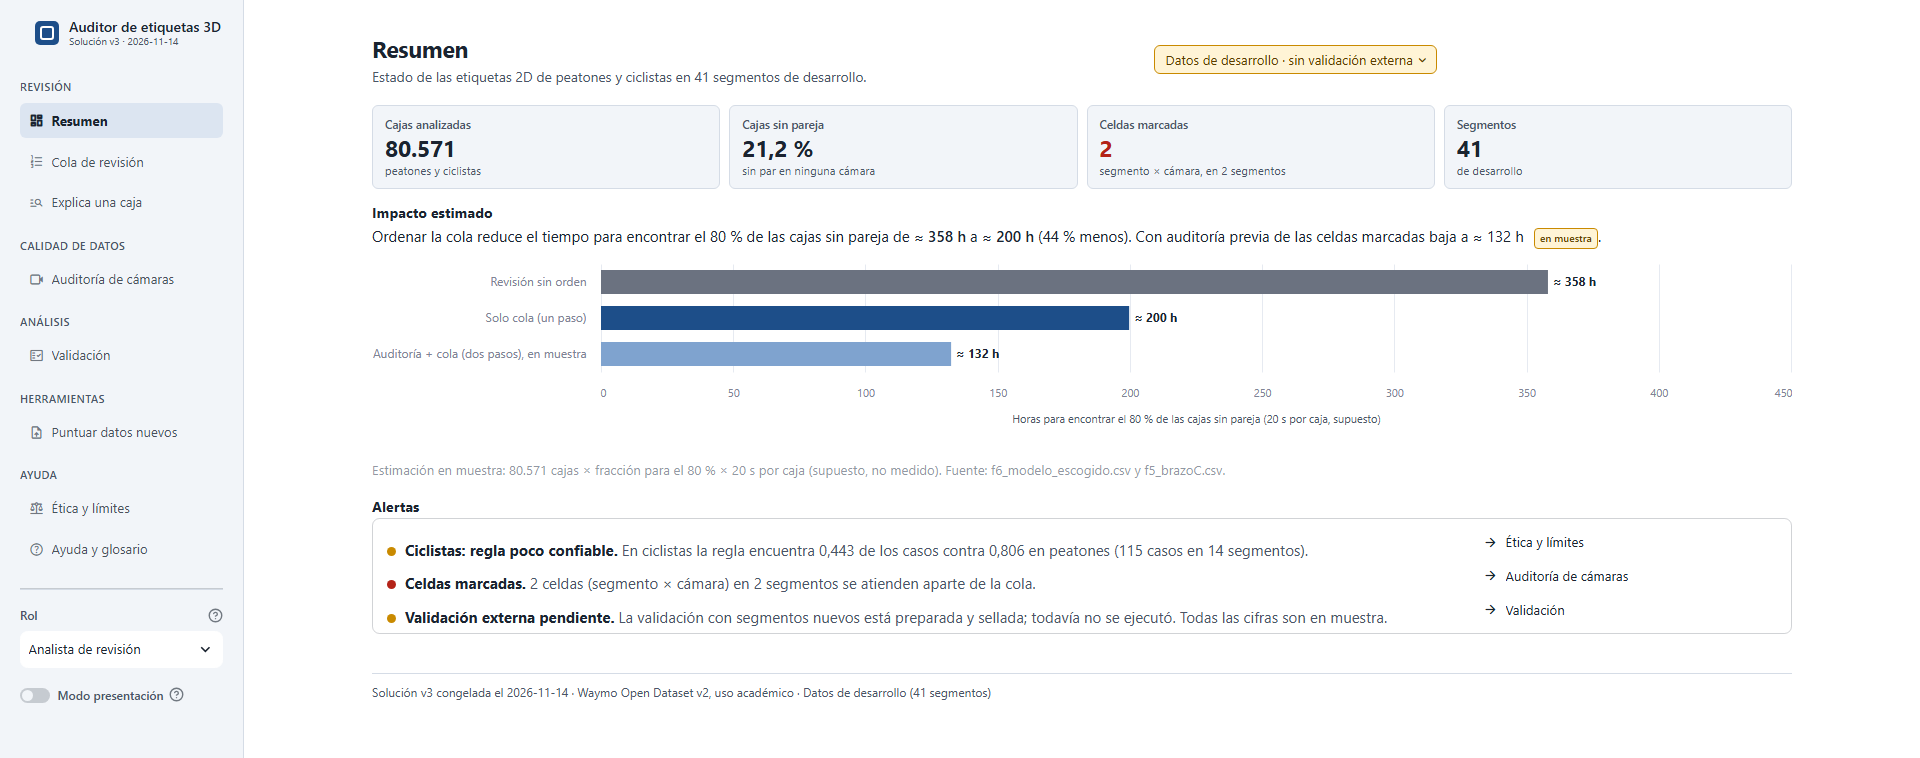 Auditor de etiquetas 3D
Solución v3 · 2026-11-14
REVISIÓN
Resumen
Cola de revisión
Explica una caja
CALIDAD DE DATOS
Auditoría de cámaras
ANÁLISIS
Validación
HERRAMIENTAS
Puntuar datos nuevos
AYUDA
Ética y límites
Ayuda y glosario
Rol
Analista de revisión
Modo presentación
Resumen
Estado de las etiquetas 2D de peatones y ciclistas en 41 segmentos de desarrollo.
Datos de desarrollo · sin validación externa
Cajas analizadas
80.571
peatones y ciclistas
Cajas sin pareja
21,2 %
sin par en ninguna cámara
Celdas marcadas
2
segmento × cámara, en 2 segmentos
Segmentos
41
de desarrollo
Impacto estimado
Ordenar la cola reduce el tiempo para encontrar el 80 % de las cajas sin pareja de ≈ 358 h a ≈ 200 h (44 % menos). Con auditoría previa de las celdas marcadas baja a ≈ 132 h en muestra.
Revisión sin orden ≈ 358 h
Solo cola (un paso) ≈ 200 h
Auditoría + cola (dos pasos), en muestra ≈ 132 h
0 50 100 150 200 250 300 350 400 450
Horas para encontrar el 80 % de las cajas sin pareja (20 s por caja, supuesto)
Estimación en muestra: 80.571 cajas × fracción para el 80 % × 20 s por caja (supuesto, no medido). Fuente: f6_modelo_escogido.csv y f5_brazoC.csv.
Alertas
Ciclistas: regla poco confiable. En ciclistas la regla encuentra 0,443 de los casos contra 0,806 en peatones (115 casos en 14 segmentos).
→ Ética y límites
Celdas marcadas. 2 celdas (segmento × cámara) en 2 segmentos se atienden aparte de la cola.
→ Auditoría de cámaras
Validación externa pendiente. La validación con segmentos nuevos está preparada y sellada; todavía no se ejecutó. Todas las cifras son en muestra.
→ Validación
Solución v3 congelada el 2026-11-14 · Waymo Open Dataset v2, uso académico · Datos de desarrollo (41 segmentos)